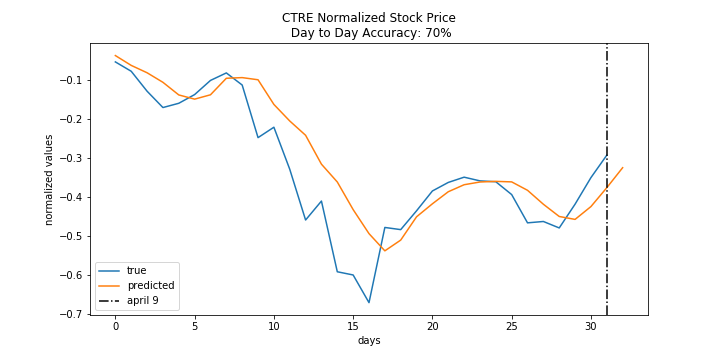 CTRE Normalized Stock Price
Day to Day Accuracy: 70%
normalized values
−0.1
−0.2
−0.3
−0.4
−0.5
−0.6
−0.7
true
predicted
april 9
0 5 10 15 20 25 30
days